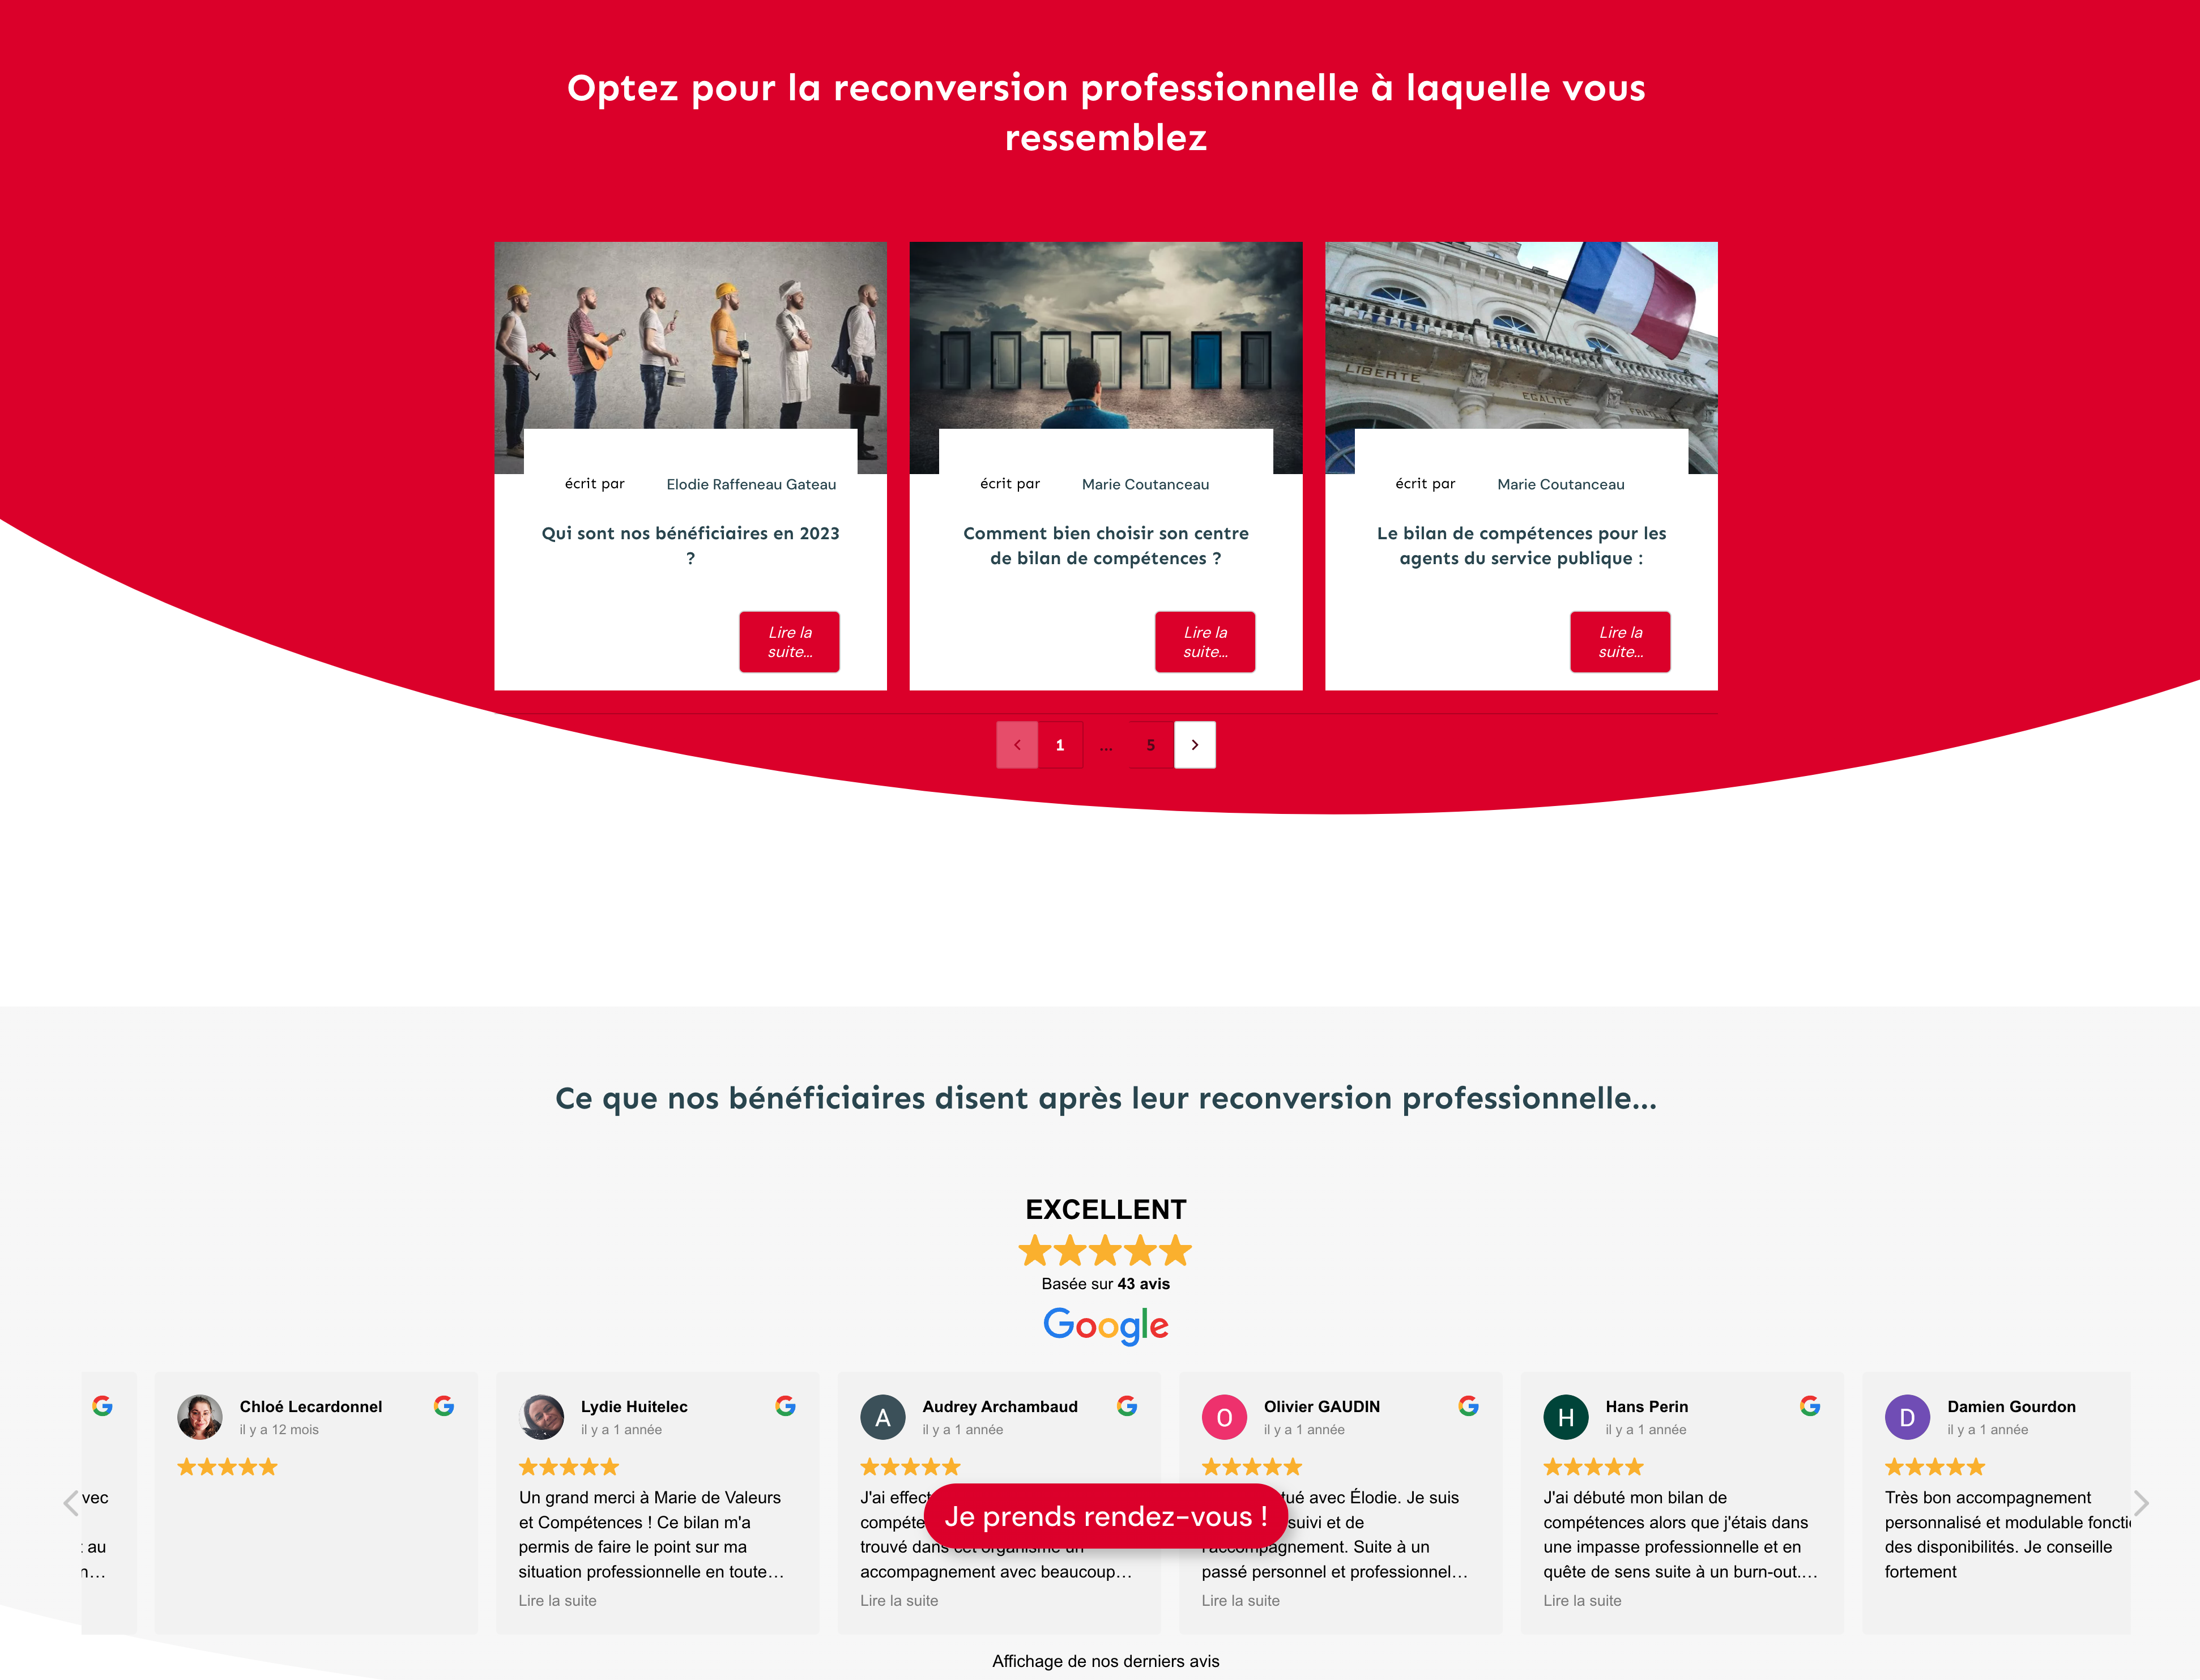 Optez pour la reconversion professionnelle à laquelle vous
ressemblez
LIBERTE
EGALITE
écrit par Elodie Raffeneau Gateau
Qui sont nos bénéficiaires en 2023
?
Lire la
suite...
écrit par Marie Coutanceau
Comment bien choisir son centre
de bilan de compétences ?
Lire la
suite...
écrit par Marie Coutanceau
Le bilan de compétences pour les
agents du service publique :
Lire la
suite...
1 ... 5
Ce que nos bénéficiaires disent après leur reconversion professionnelle...
EXCELLENT
Basée sur 43 avis
Google
Chloé Lecardonnel
il y a 12 mois
Lydie Huitelec
il y a 1 année
Un grand merci à Marie de Valeurs
et Compétences ! Ce bilan m'a
permis de faire le point sur ma
situation professionnelle en toute…
Lire la suite
A
Audrey Archambaud
il y a 1 année
J'ai effect
compéte
trouvé dans cet organisme un
accompagnement avec beaucoup…
Lire la suite
O
Olivier GAUDIN
il y a 1 année
tué avec Élodie. Je suis
suivi et de
l'accompagnement. Suite à un
passé personnel et professionnel…
Lire la suite
H
Hans Perin
il y a 1 année
J'ai débuté mon bilan de
compétences alors que j'étais dans
une impasse professionnelle et en
quête de sens suite à un burn-out.…
Lire la suite
D
Damien Gourdon
il y a 1 année
Très bon accompagnement
personnalisé et modulable foncti
des disponibilités. Je conseille
fortement
Je prends rendez-vous !
Affichage de nos derniers avis